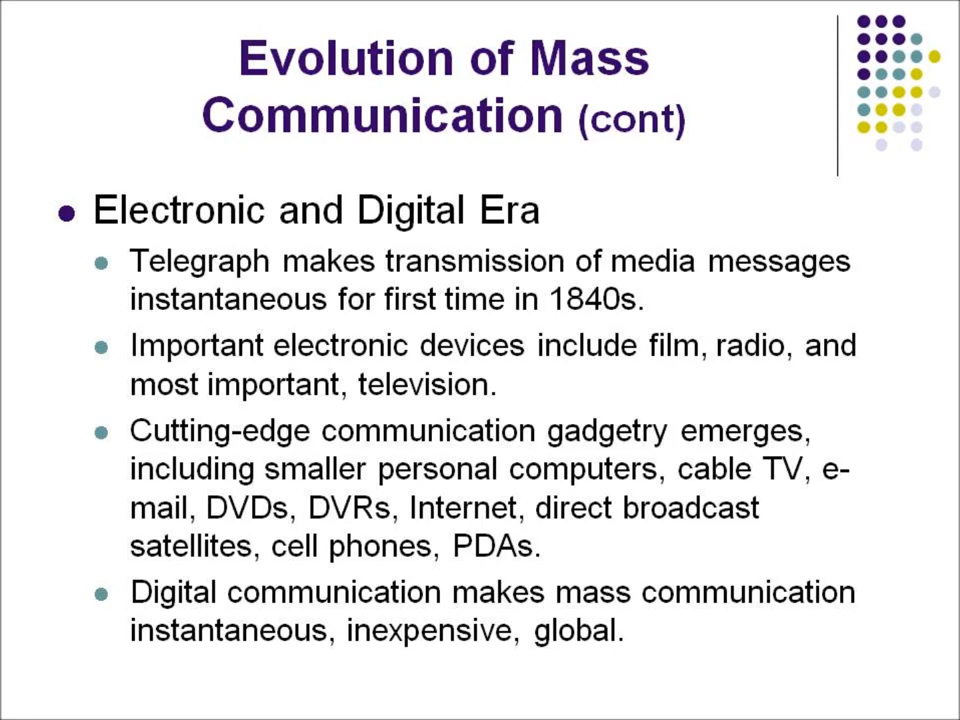 Evolution of Mass
Communication (cont)
Electronic and Digital Era
Telegraph makes transmission of media messages
instantaneous for first time in 1840s.
Important electronic devices include film, radio, and
most important, television.
Cutting-edge communication gadgetry emerges,
including smaller personal computers, cable TV, e-
mail, DVDs, DVRs, Internet, direct broadcast
satellites, cell phones, PDAs.
Digital communication makes mass communication
instantaneous, inexpensive, global.